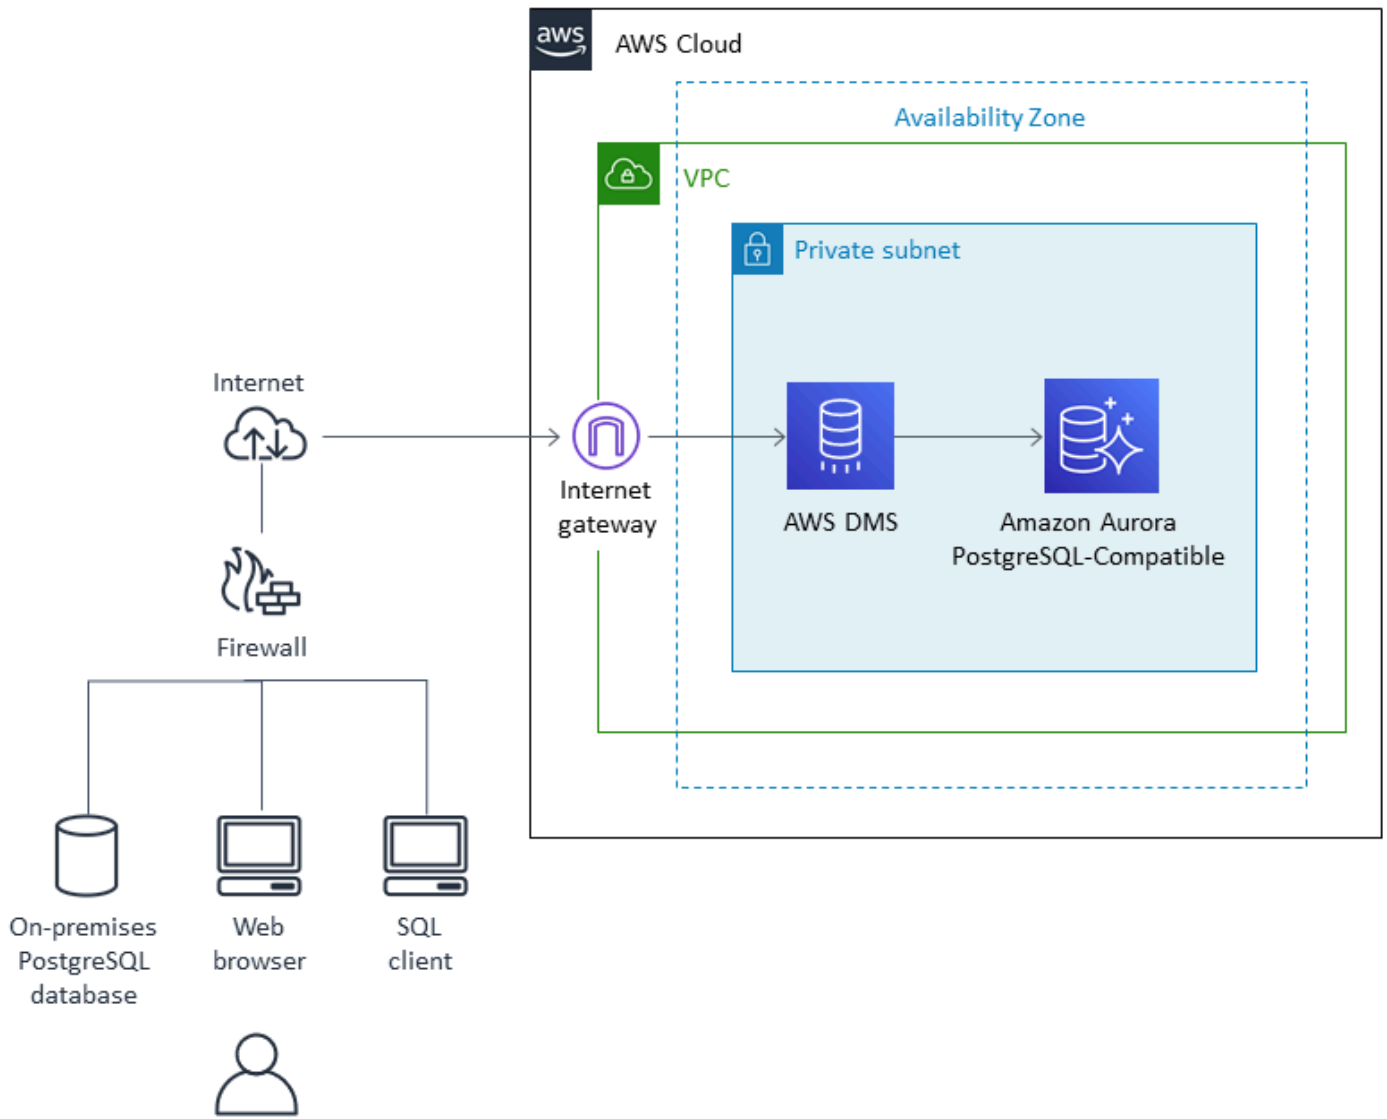 aws
AWS Cloud
Availability Zone
VPC
Private subnet
Internet
Internet
gateway
AWS DMS
Amazon Aurora
PostgreSQL-Compatible
Firewall
On-premises
PostgreSQL
database
Web
browser
SQL
client